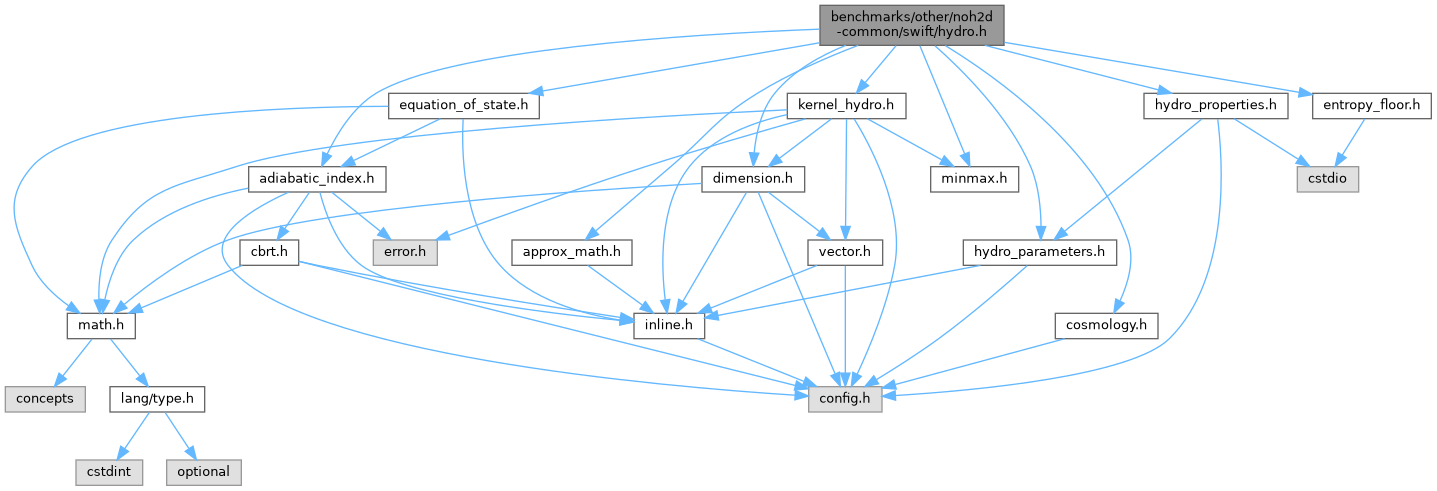 benchmarks/other/noh2d
-common/swift/hydro.h
equation_of_state.h
kernel_hydro.h
hydro_properties.h
entropy_floor.h
adiabatic_index.h
dimension.h
minmax.h
cstdio
cbrt.h
error.h
approx_math.h
vector.h
hydro_parameters.h
math.h
inline.h
cosmology.h
concepts
lang/type.h
config.h
cstdint
optional